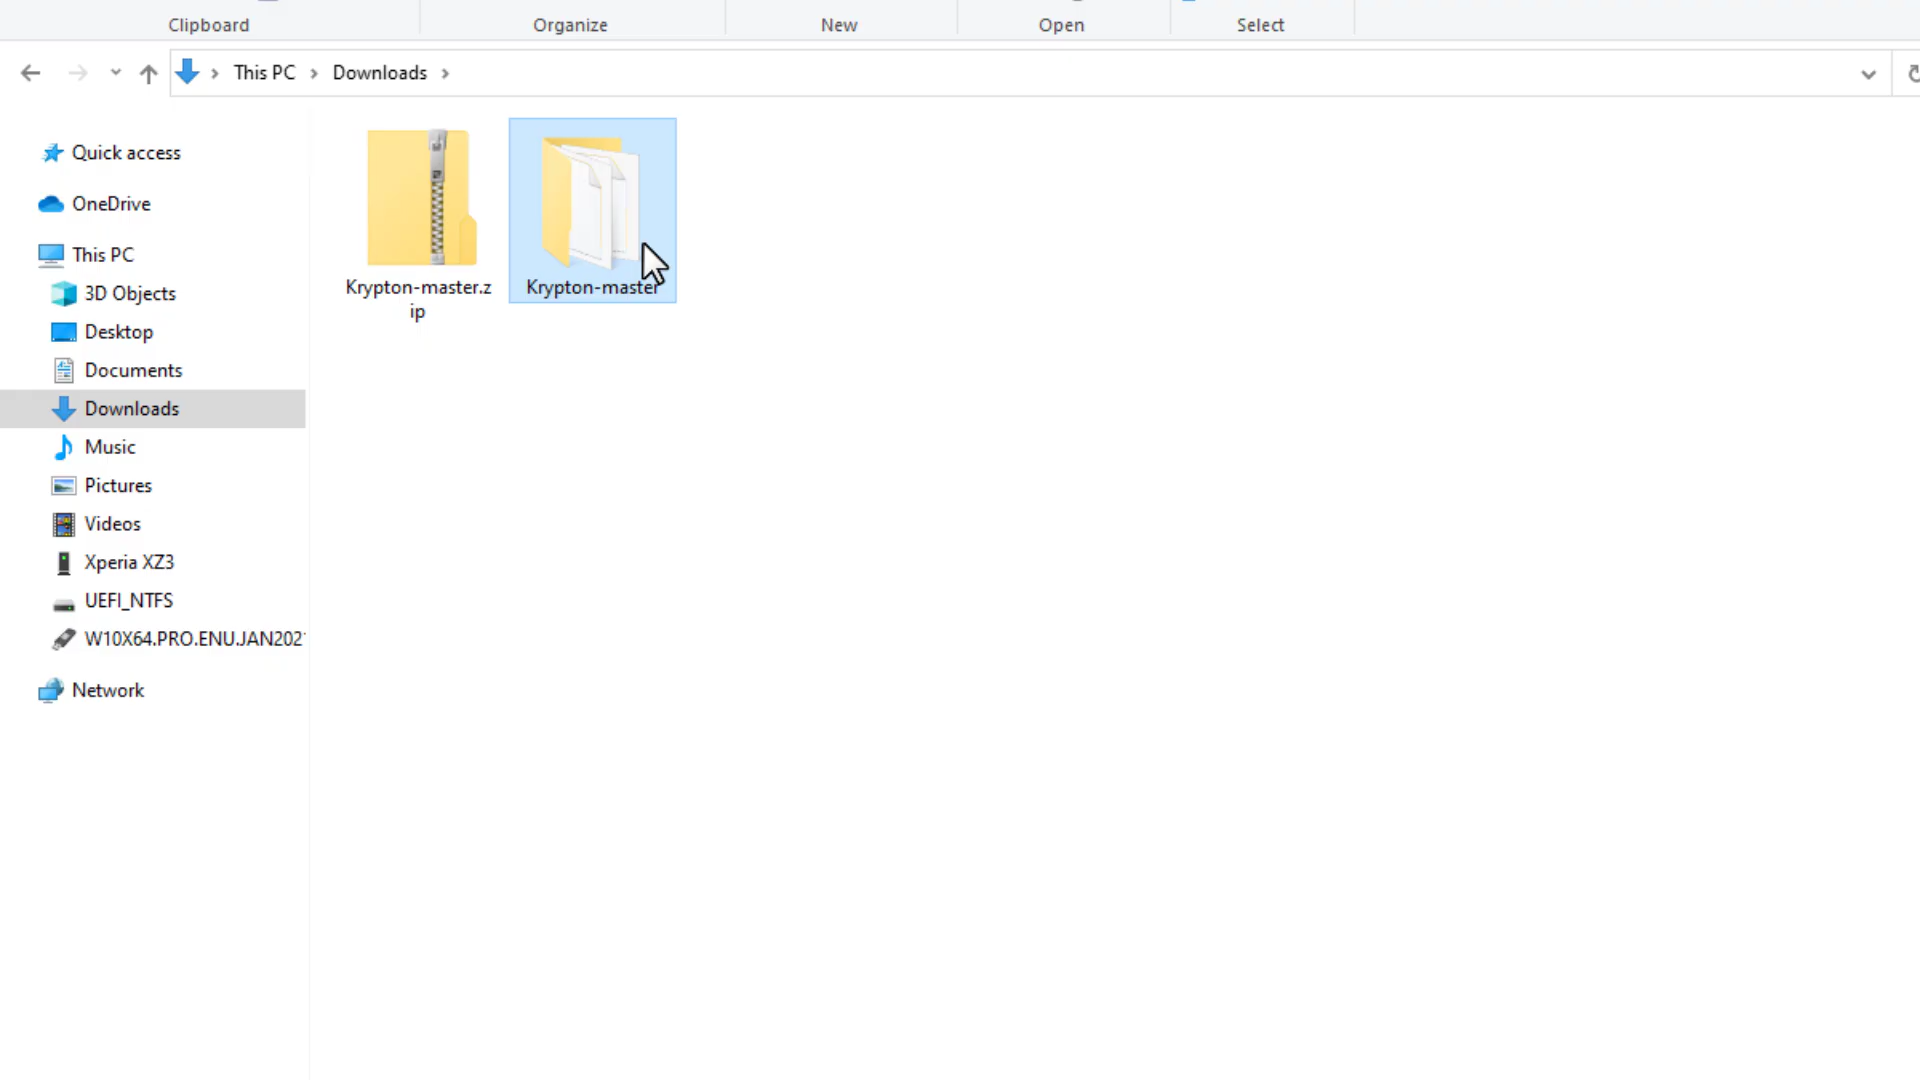 Clipboard
Organize
New
Open
Select
This PC
Downloads
Quick access
OneDrive
This PC
3D Objects
Desktop
Documents
Downloads
Music
Pictures
Videos
Xperia XZ3
UEFI_NTFS
W10X64.PRO.ENU.JAN202
Network
Krypton-master.z
ip
Krypton-master